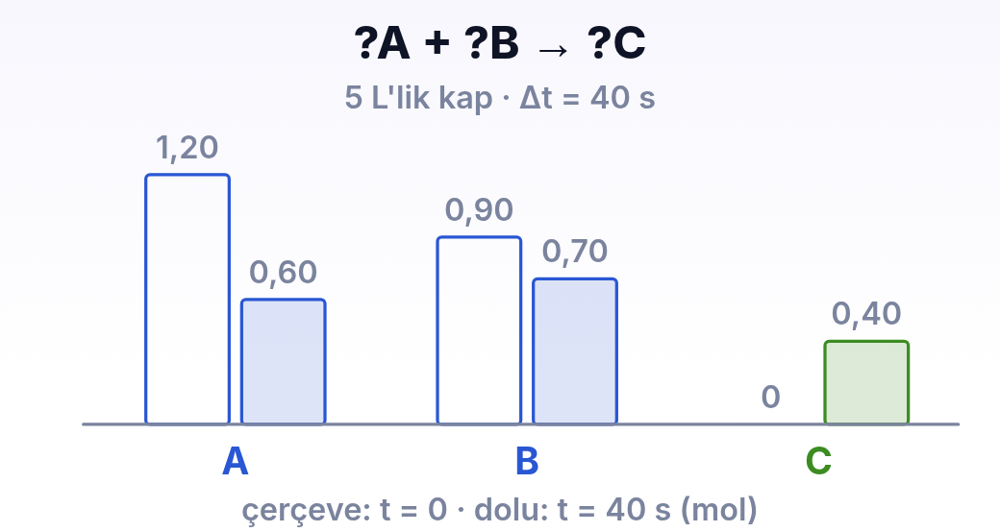 ?A + ?B → ?C
5 L'lik kap · Δt = 40 s
1,20
0,60
0,90
0,70
0
0,40
A
B
C
çerçeve: t = 0 · dolu: t = 40 s (mol)